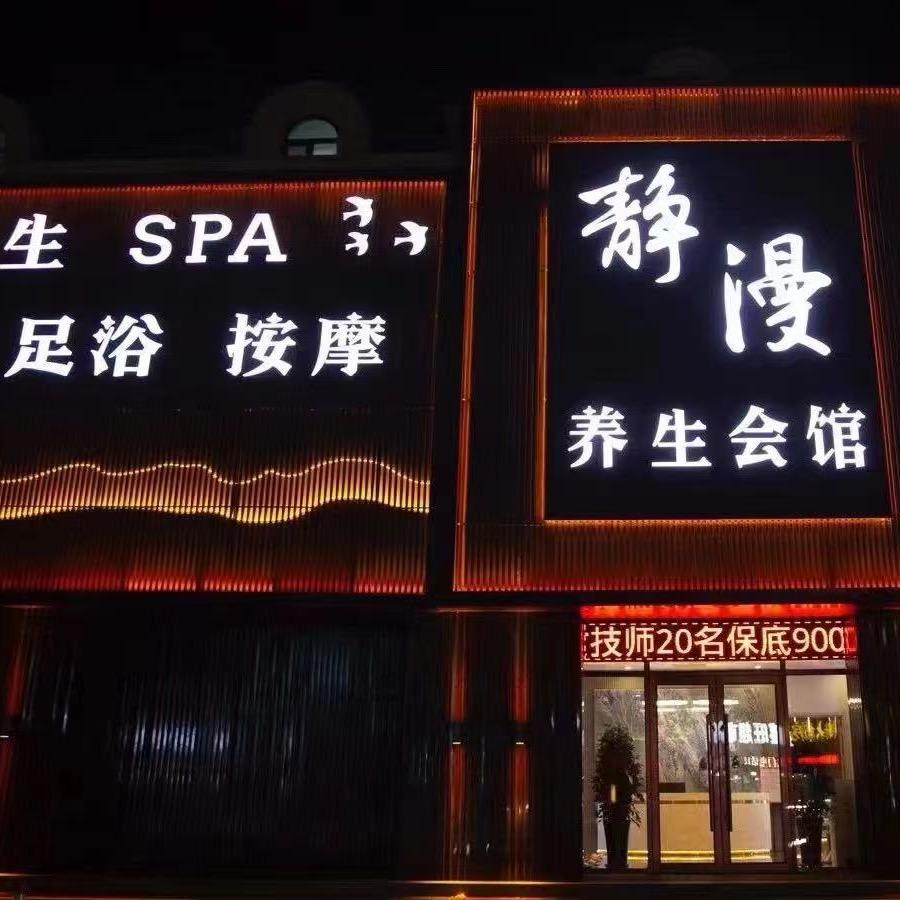 生 SPA
足浴 按摩
静漫
养生会馆
技师20名保底900